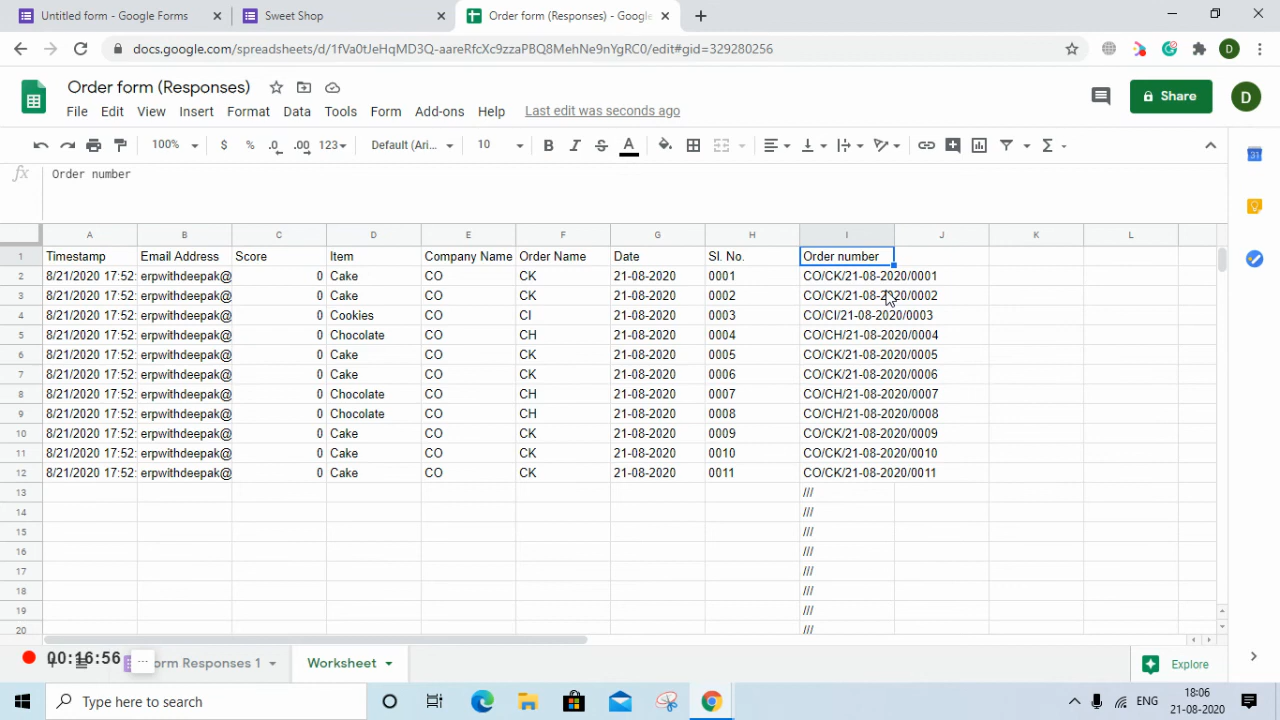 Untitled form - Google Forms
Sweet Shop
Order form (Responses) - Google
docs.google.com/spreadsheets/d/1fVa0tJeHqMD3Q-aareRfcXc9zzaPBQ8MehNe9nYgRC0/edit#gid=329280256
D
Order form (Responses)
File Edit View Insert Format Data Tools Form Add-ons Help Last edit was seconds ago
Share
D
100% $ % .0 .00 123 Default (Ari... 10 B I S A Σ
fx Order number
A B C D E F G H I J K L
1 Timestamp Email Address Score Item Company Name Order Name Date Sl. No. Order number
2 8/21/2020 17:52: erpwithdeepak@ 0 Cake CO CK 21-08-2020 0001 CO/CK/21-08-2020/0001
3 8/21/2020 17:52: erpwithdeepak@ 0 Cake CO CK 21-08-2020 0002 CO/CK/21-08-2020/0002
4 8/21/2020 17:52: erpwithdeepak@ 0 Cookies CO CI 21-08-2020 0003 CO/CI/21-08-2020/0003
5 8/21/2020 17:52: erpwithdeepak@ 0 Chocolate CO CH 21-08-2020 0004 CO/CH/21-08-2020/0004
6 8/21/2020 17:52: erpwithdeepak@ 0 Cake CO CK 21-08-2020 0005 CO/CK/21-08-2020/0005
7 8/21/2020 17:52: erpwithdeepak@ 0 Cake CO CK 21-08-2020 0006 CO/CK/21-08-2020/0006
8 8/21/2020 17:52: erpwithdeepak@ 0 Chocolate CO CH 21-08-2020 0007 CO/CH/21-08-2020/0007
9 8/21/2020 17:52: erpwithdeepak@ 0 Chocolate CO CH 21-08-2020 0008 CO/CH/21-08-2020/0008
10 8/21/2020 17:52: erpwithdeepak@ 0 Cake CO CK 21-08-2020 0009 CO/CK/21-08-2020/0009
11 8/21/2020 17:52: erpwithdeepak@ 0 Cake CO CK 21-08-2020 0010 CO/CK/21-08-2020/0010
12 8/21/2020 17:52: erpwithdeepak@ 0 Cake CO CK 21-08-2020 0011 CO/CK/21-08-2020/0011
13 ///
14 ///
15 ///
16 ///
17 ///
18 ///
19 ///
20 ///
00:16:56 ... orm Responses 1 Worksheet Explore
Type here to search
ENG
18:06
21-08-2020
31